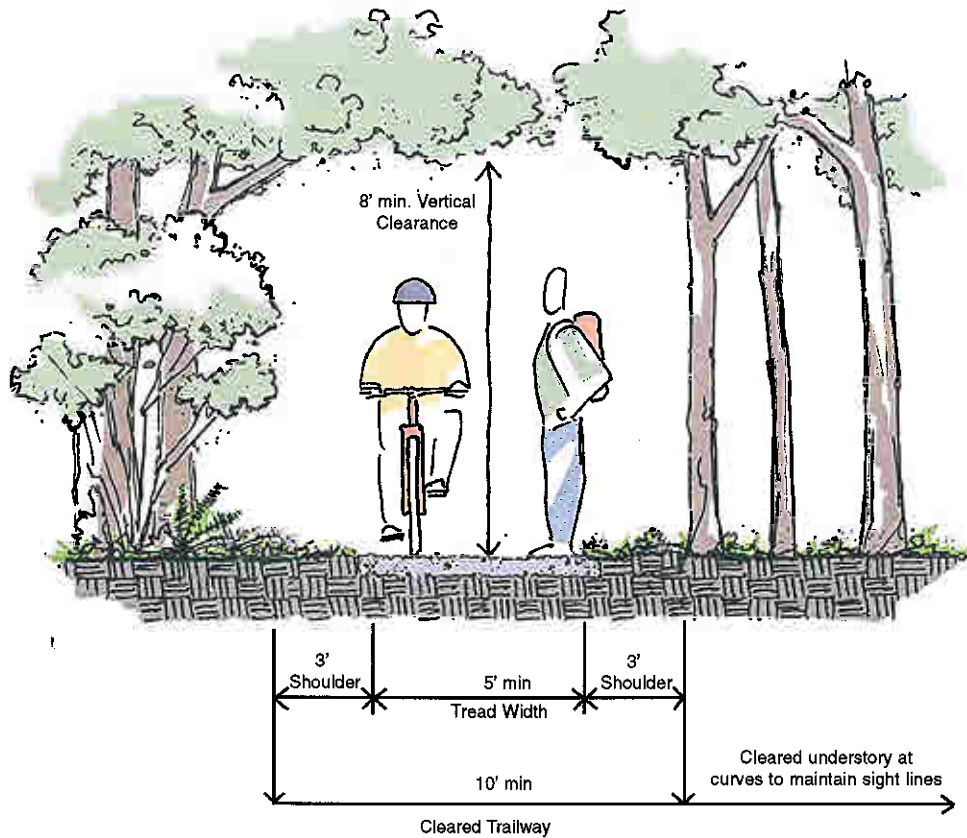 8' min. Vertical
Clearance
3'
Shoulder
5' min
Tread Width
3'
Shoulder
10' min
Cleared Trailway
Cleared understory at
curves to maintain sight lines